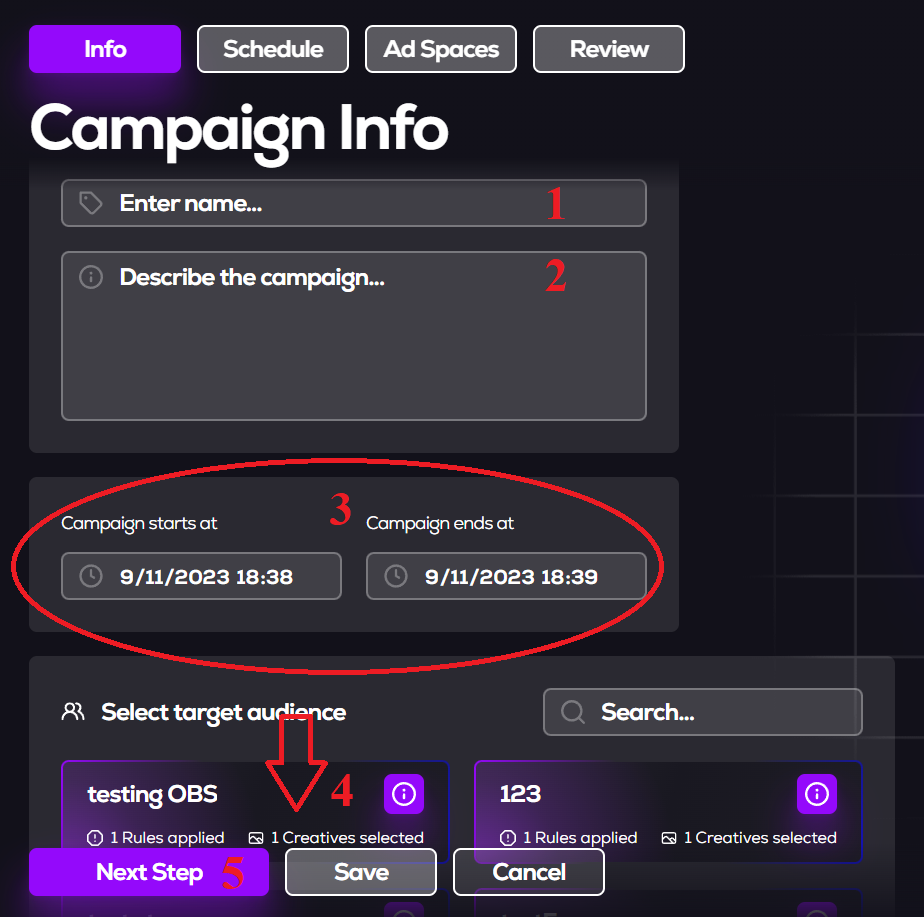 Info Schedule Ad Spaces Review
Campaign Info
Enter name... 1
Describe the campaign... 2
3
Campaign starts at Campaign ends at
9/11/2023 18:38 9/11/2023 18:39
Select target audience Search...
testing OBS 4 123
1 Rules applied 1 Creatives selected 1 Rules applied 1 Creatives selected
Next Step 5 Save Cancel